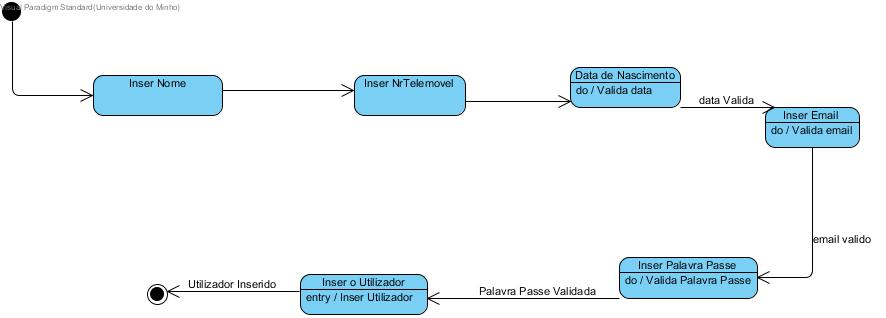 Visual Paradigm Standard(Universidade do Minho)
Inser Nome
Inser NrTelemovel
Data de Nascimento
do / Valida data
data Valida
Inser Email
do / Valida email
email valido
Inser Palavra Passe
do / Valida Palavra Passe
Palavra Passe Validada
Inser o Utilizador
entry / Inser Utilizador
Utilizador Inserido